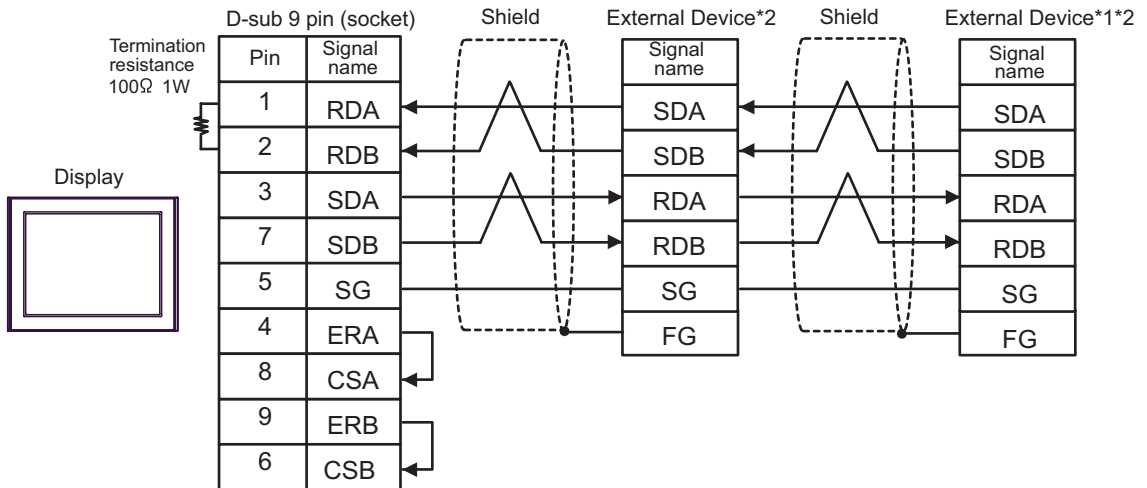 D-sub 9 pin (socket)
Shield
External Device*2
Shield
External Device*1*2
Termination
resistance
100Ω 1W
Display
Pin
Signal
name
1
RDA
2
RDB
3
SDA
7
SDB
5
SG
4
ERA
8
CSA
9
ERB
6
CSB
Signal
name
SDA
SDB
RDA
RDB
SG
FG
Signal
name
SDA
SDB
RDA
RDB
SG
FG